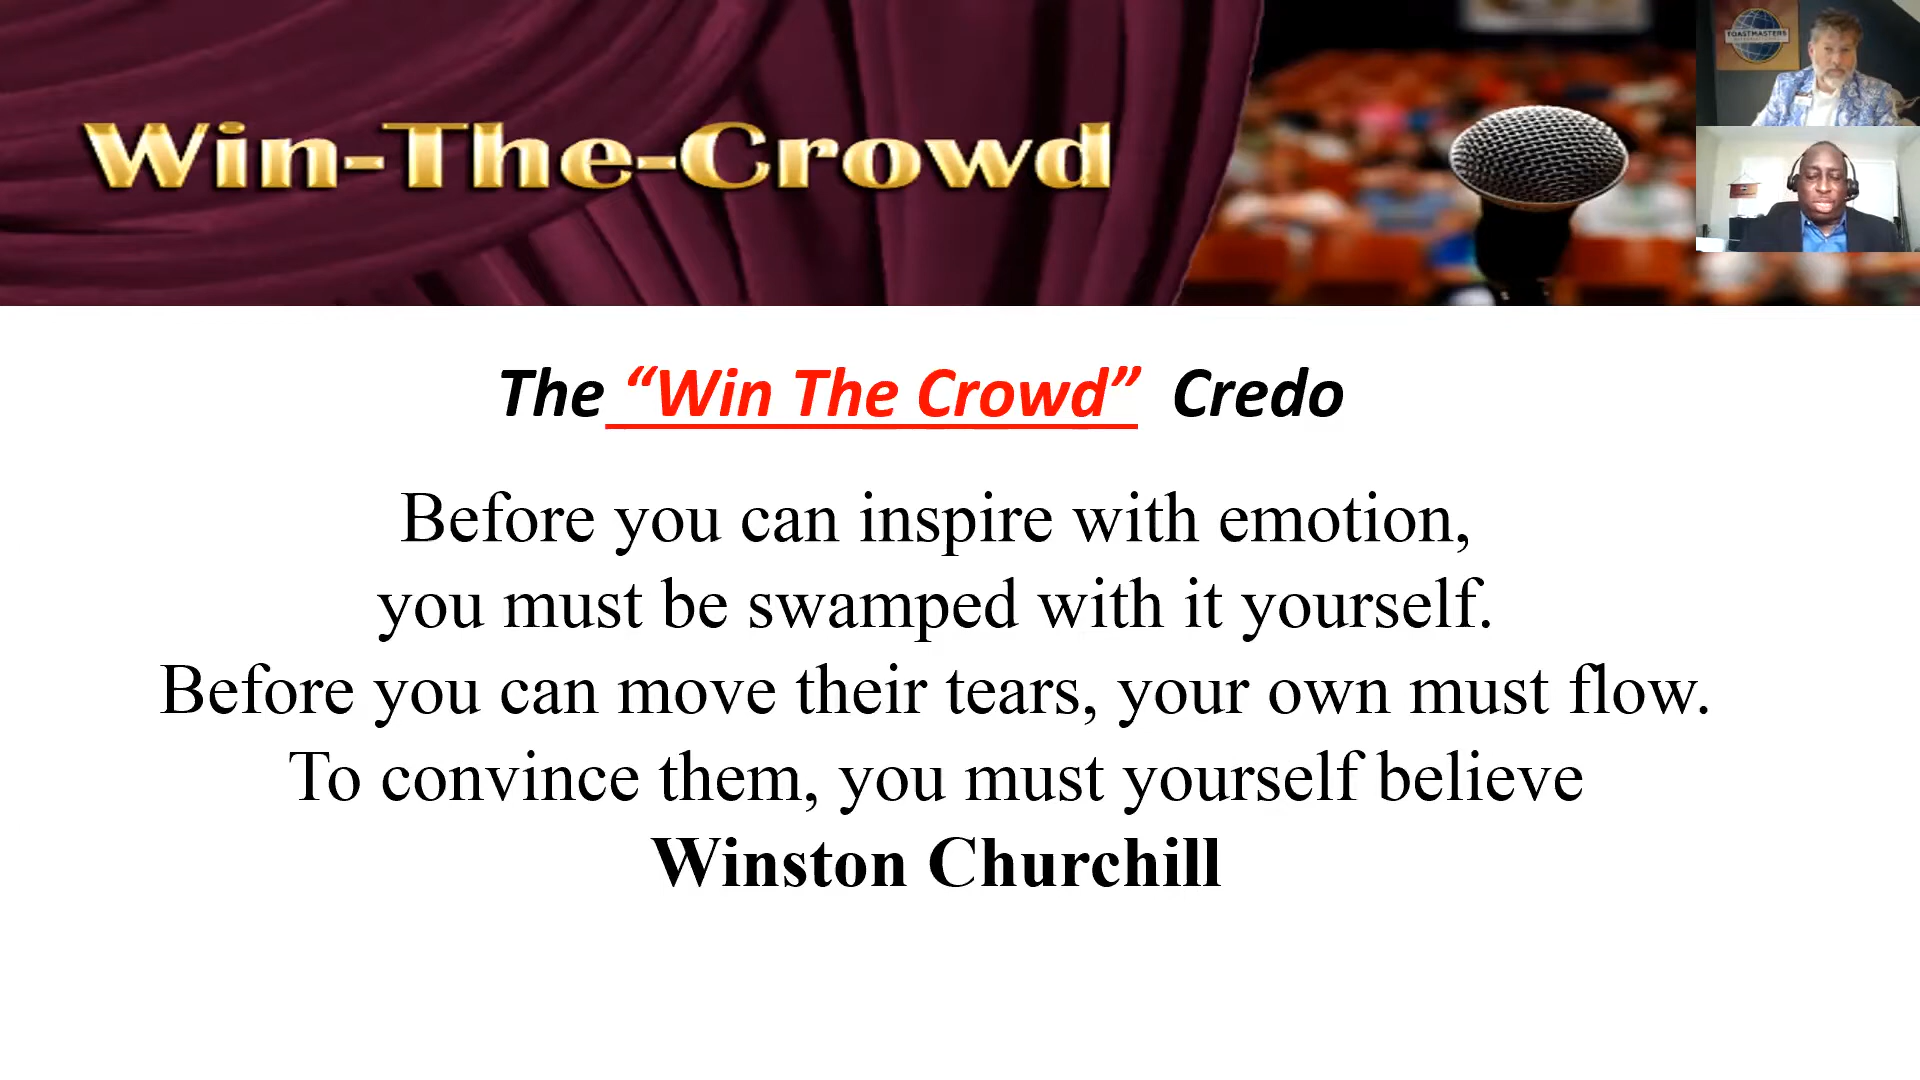 Win-The-Crowd
TOASTMASTERS
The “Win The Crowd” Credo
Before you can inspire with emotion,
you must be swamped with it yourself.
Before you can move their tears, your own must flow.
To convince them, you must yourself believe
Winston Churchill